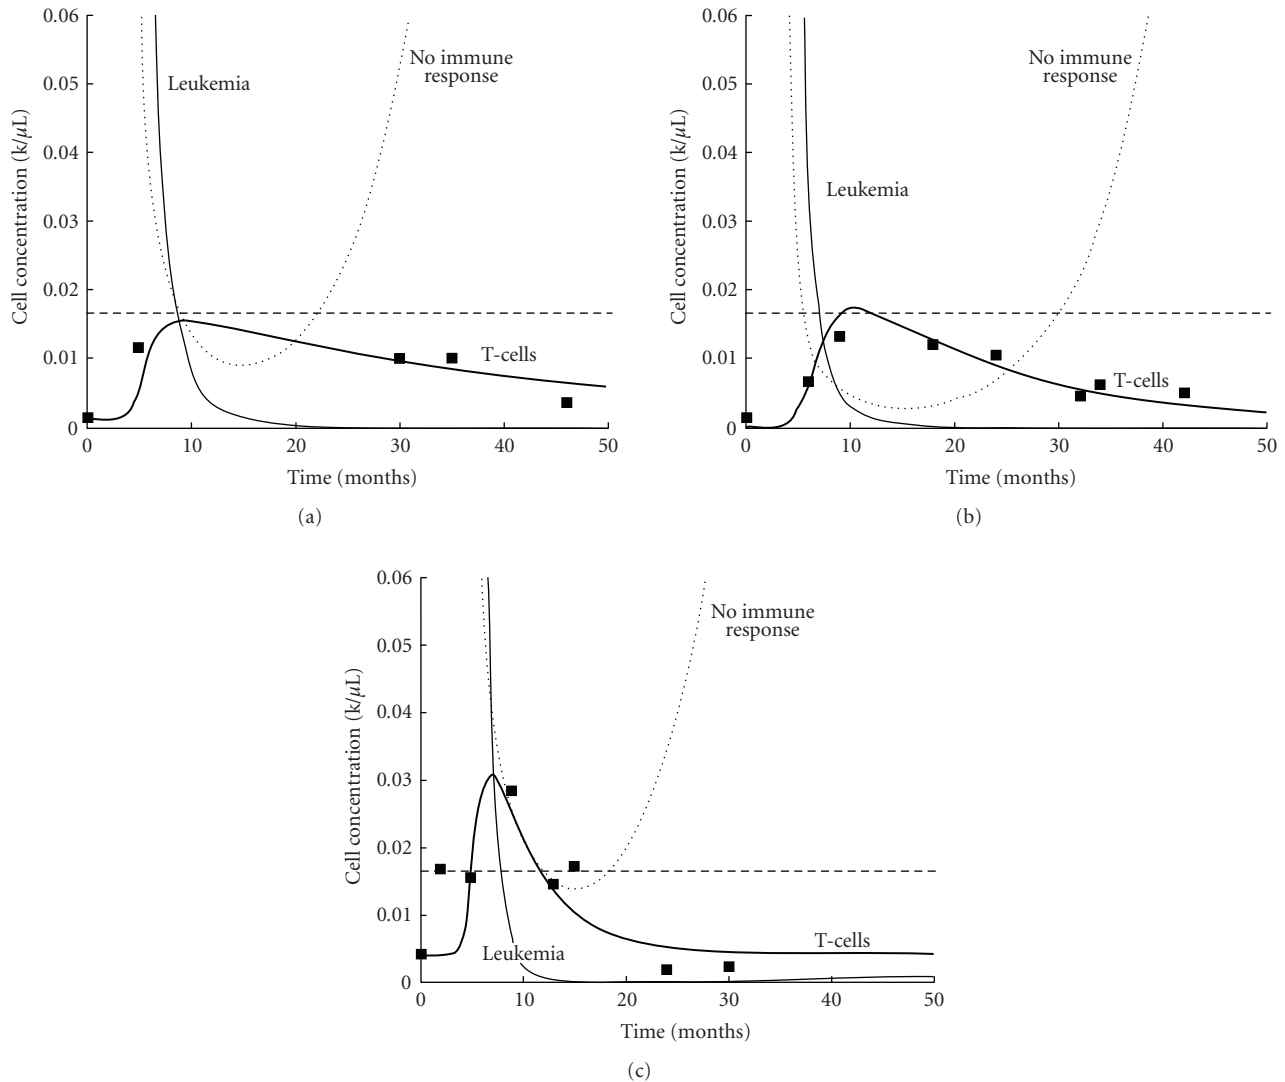 0.06
0.05
0.04
0.03
0.02
0.01
0
Cell concentration (k/μL)
Leukemia
No immune
response
T-cells
0 10 20 30 40 50
Time (months)
(a)
0.06
0.05
0.04
0.03
0.02
0.01
0
Cell concentration (k/μL)
Leukemia
No immune
response
T-cells
0 10 20 30 40 50
Time (months)
(b)
0.06
0.05
0.04
0.03
0.02
0.01
0
Cell concentration (k/μL)
No immune
response
Leukemia
T-cells
0 10 20 30 40 50
Time (months)
(c)